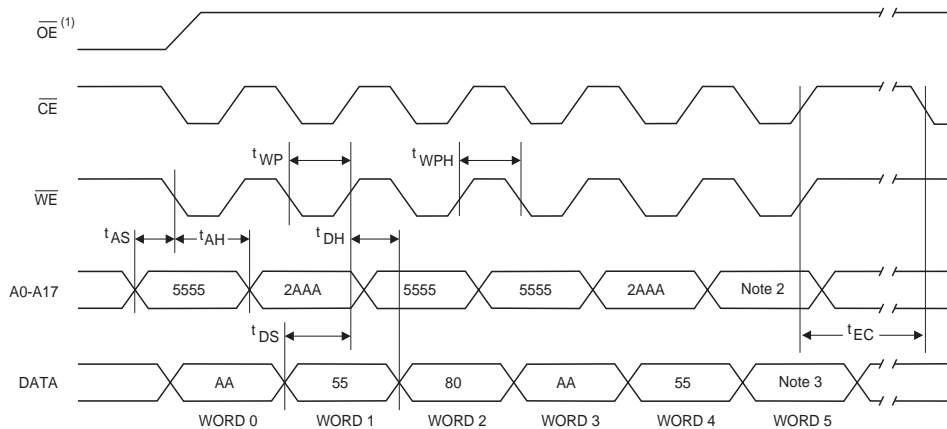 OE (1)
CE
t WP
t WPH
WE
t AS
t AH
t DH
A0-A17
5555 2AAA 5555 5555 2AAA Note 2
t DS
t EC
DATA
AA 55 80 AA 55 Note 3
WORD 0 WORD 1 WORD 2 WORD 3 WORD 4 WORD 5